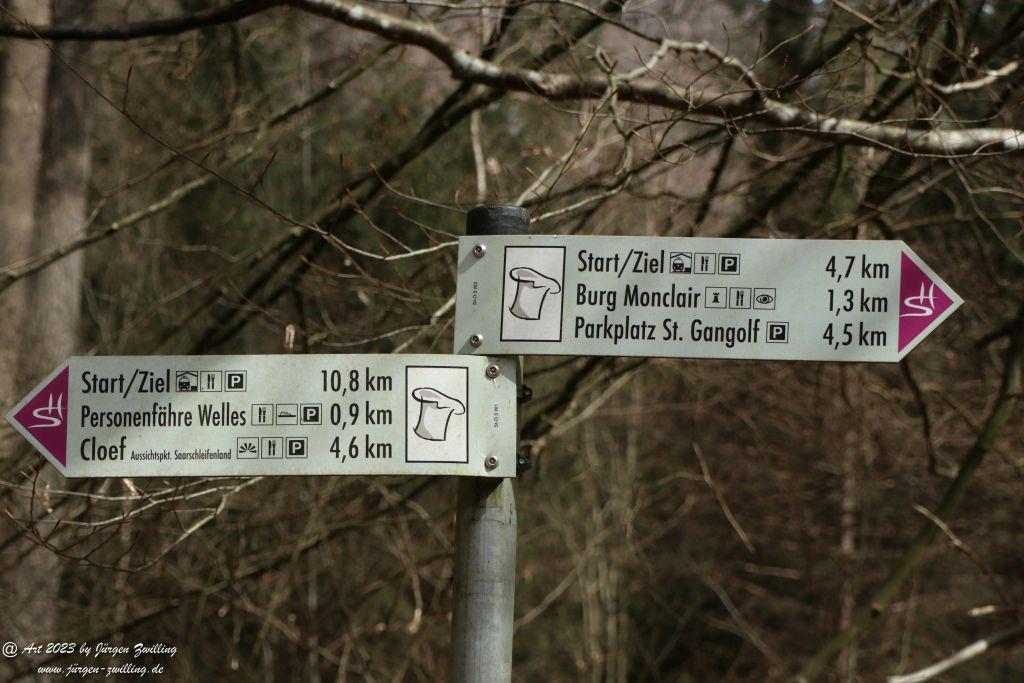 Start/Ziel P 4,7 km
Burg Monclair 1,3 km
Parkplatz St. Gangolf P 4,5 km
SH
Start/Ziel P 10,8 km
Personenfähre Welles P 0,9 km
Cloef Aussichtspkt. Saarschleifenland P 4,6 km
SH
@ Art 2023 by Jürgen Zwilling
www.jürgen-zwilling.de